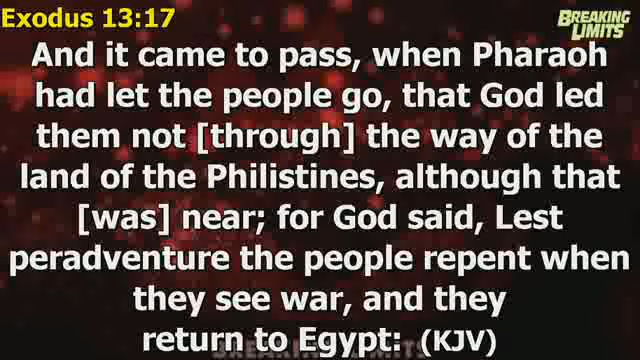 Exodus 13:17
BREAKING
LIMITS
And it came to pass, when Pharaoh
had let the people go, that God led
them not [through] the way of the
land of the Philistines, although that
[was] near; for God said, Lest
peradventure the people repent when
they see war, and they
return to Egypt: (KJV)
BREAKING LIMITS